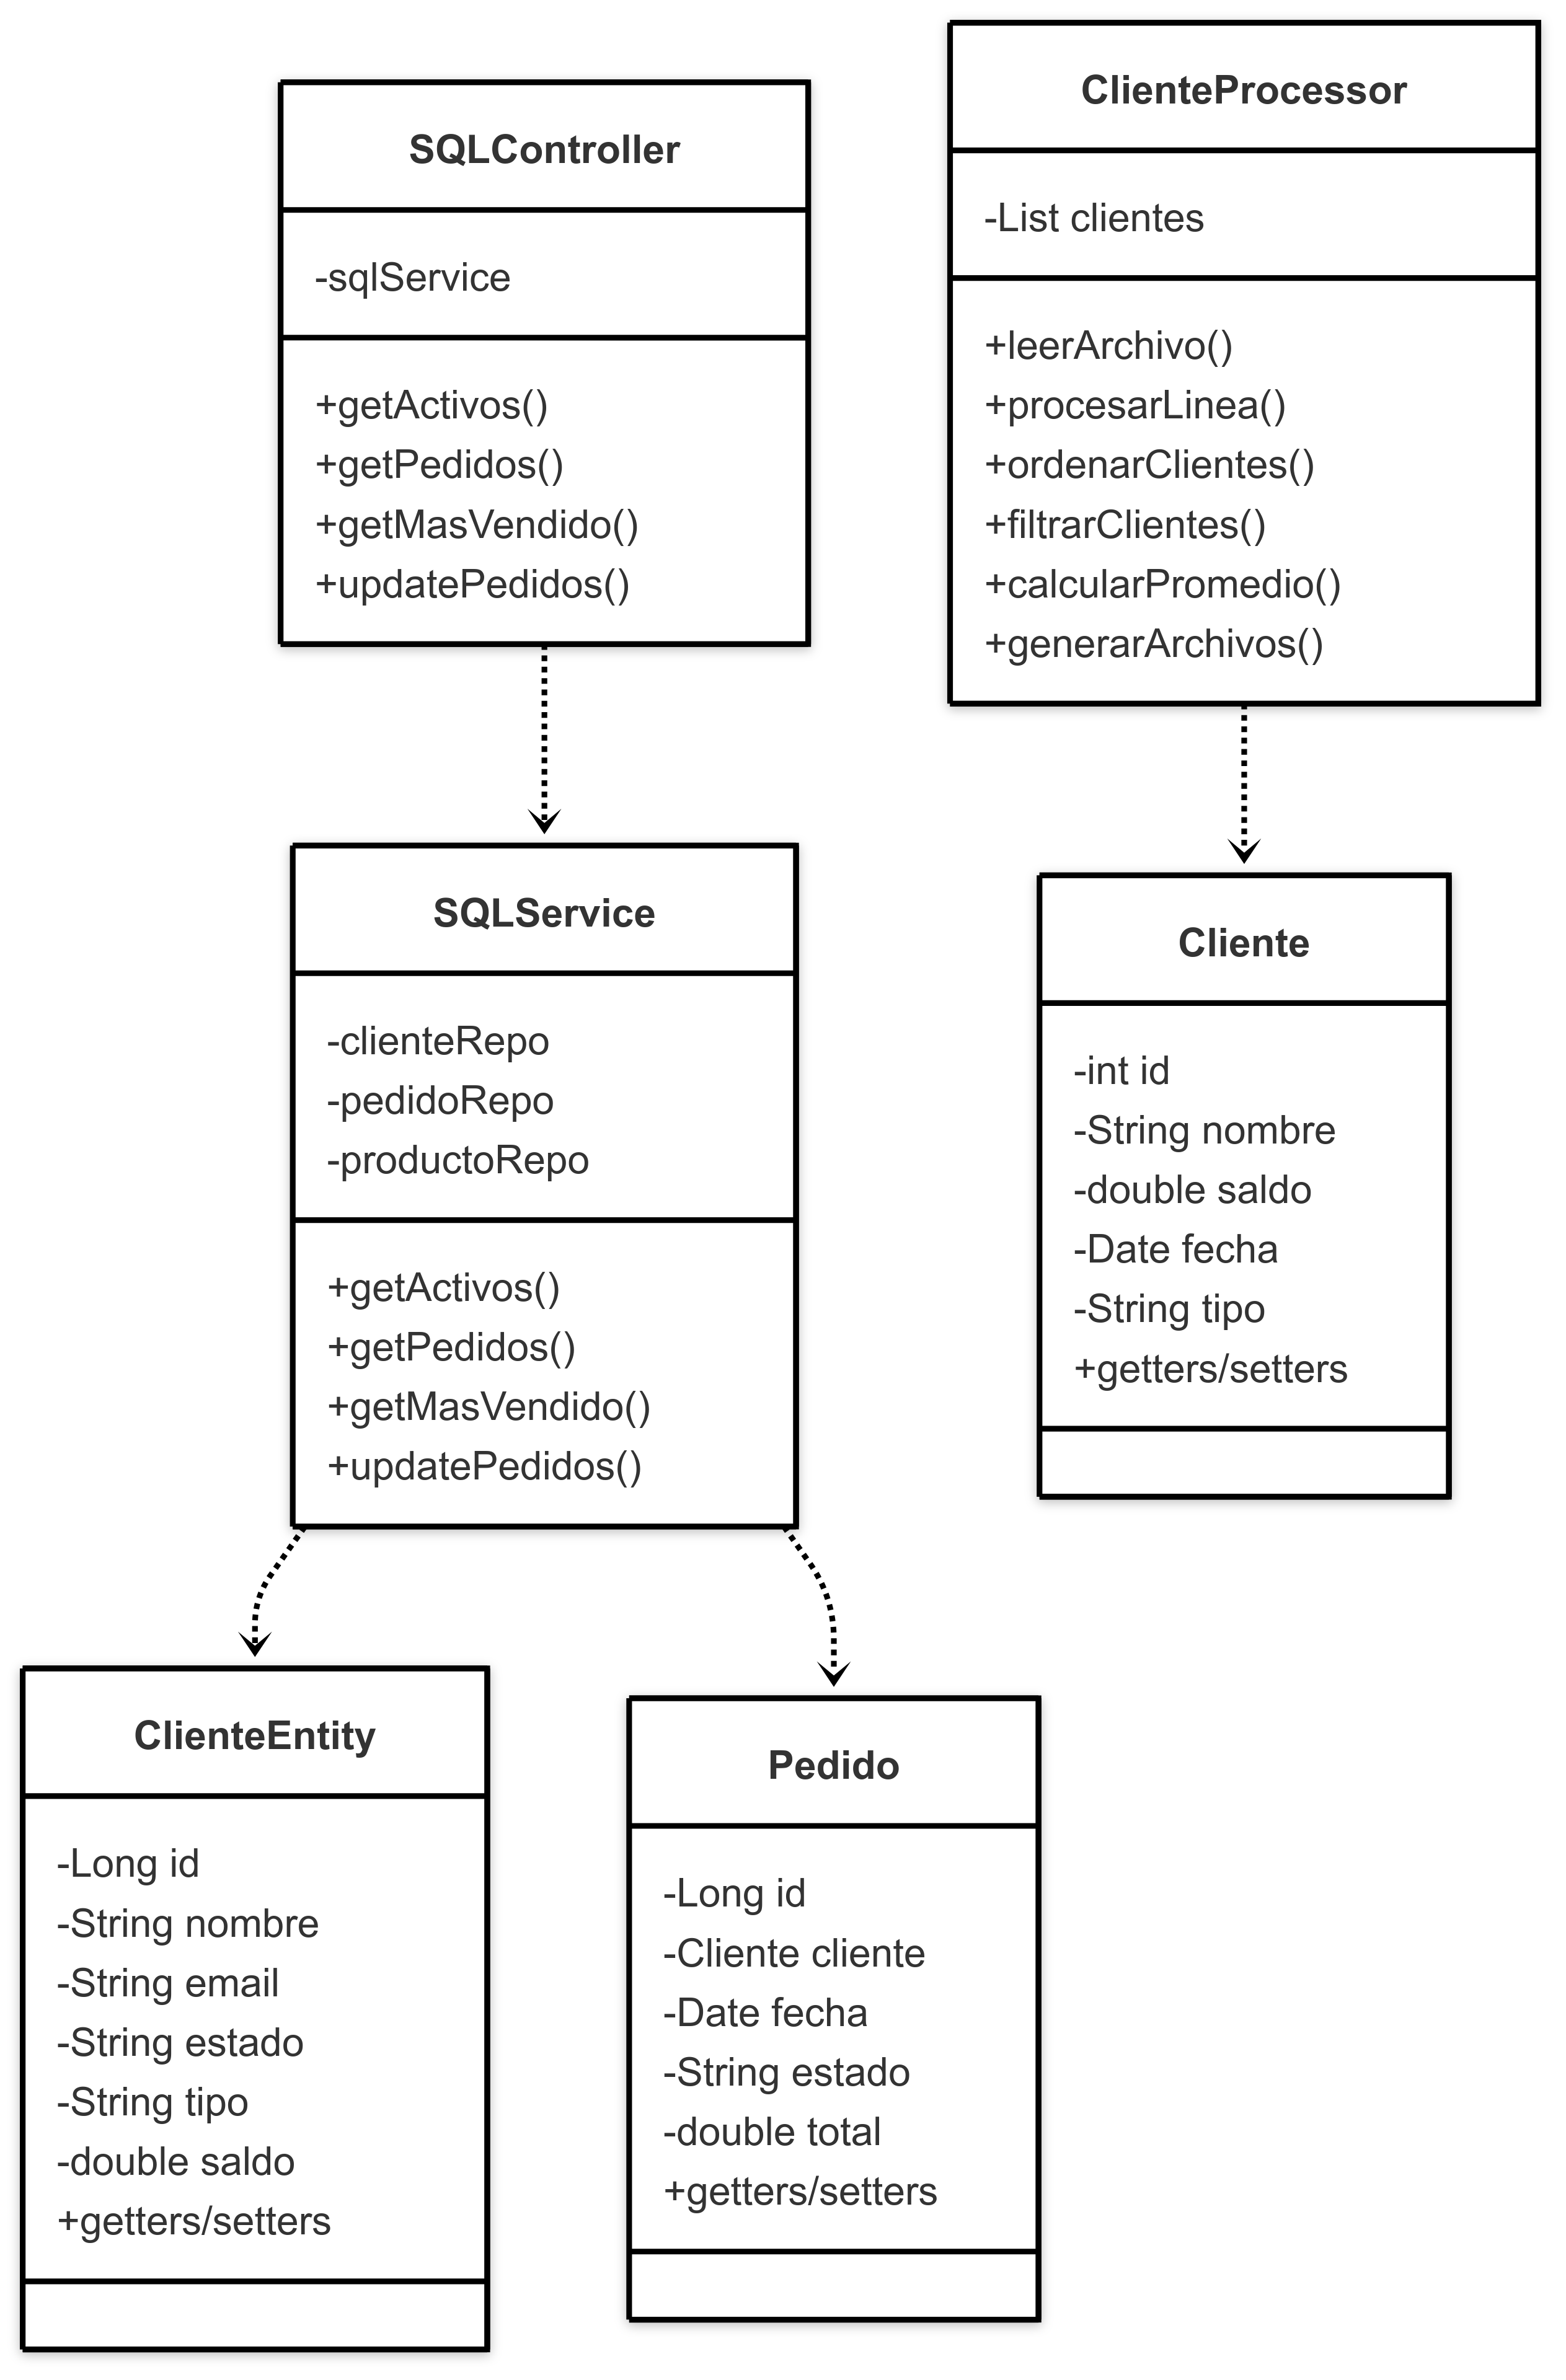 SQLController
-sqlService
+getActivos()
+getPedidos()
+getMasVendido()
+updatePedidos()
ClienteProcessor
-List clientes
+leerArchivo()
+procesarLinea()
+ordenarClientes()
+filtrarClientes()
+calcularPromedio()
+generarArchivos()
SQLService
-clienteRepo
-pedidoRepo
-productoRepo
+getActivos()
+getPedidos()
+getMasVendido()
+updatePedidos()
Cliente
-int id
-String nombre
-double saldo
-Date fecha
-String tipo
+getters/setters
ClienteEntity
-Long id
-String nombre
-String email
-String estado
-String tipo
-double saldo
+getters/setters
Pedido
-Long id
-Cliente cliente
-Date fecha
-String estado
-double total
+getters/setters